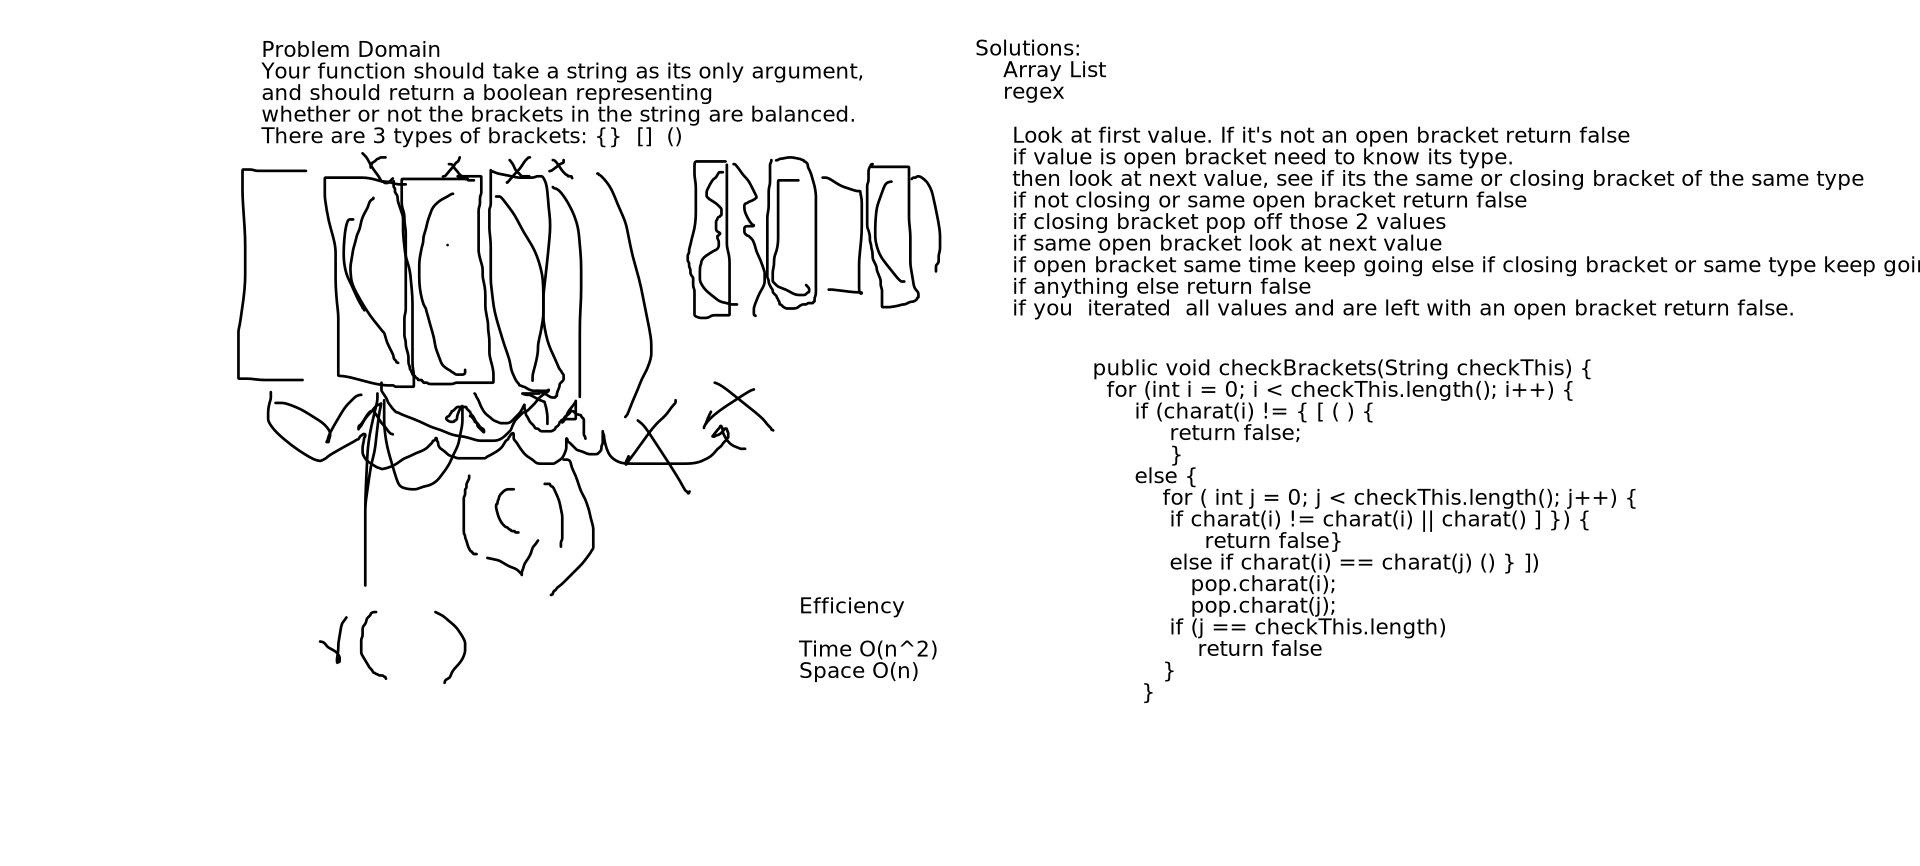 Problem Domain
Your function should take a string as its only argument,
and should return a boolean representing
whether or not the brackets in the string are balanced.
There are 3 types of brackets: {}  []  ()
[ ( ( ( ) )
{ } [ ] ( )
( ( ) )
( )
Efficiency
Time O(n^2)
Space O(n)
Solutions:
Array List
regex
Look at first value. If it's not an open bracket return false
if value is open bracket need to know its type.
then look at next value, see if its the same or closing bracket of the same type
if not closing or same open bracket return false
if closing bracket pop off those 2 values
if same open bracket look at next value
if open bracket same time keep going else if closing bracket or same type keep goi
if anything else return false
if you  iterated  all values and are left with an open bracket return false.
public void checkBrackets(String checkThis) {
for (int i = 0; i < checkThis.length(); i++) {
if (charat(i) != { [ ( ) {
return false;
}
else {
for ( int j = 0; j < checkThis.length(); j++) {
if charat(i) != charat(i) || charat() ] }) {
return false}
else if charat(i) == charat(j) () } ])
pop.charat(i);
pop.charat(j);
if (j == checkThis.length)
return false
}
}